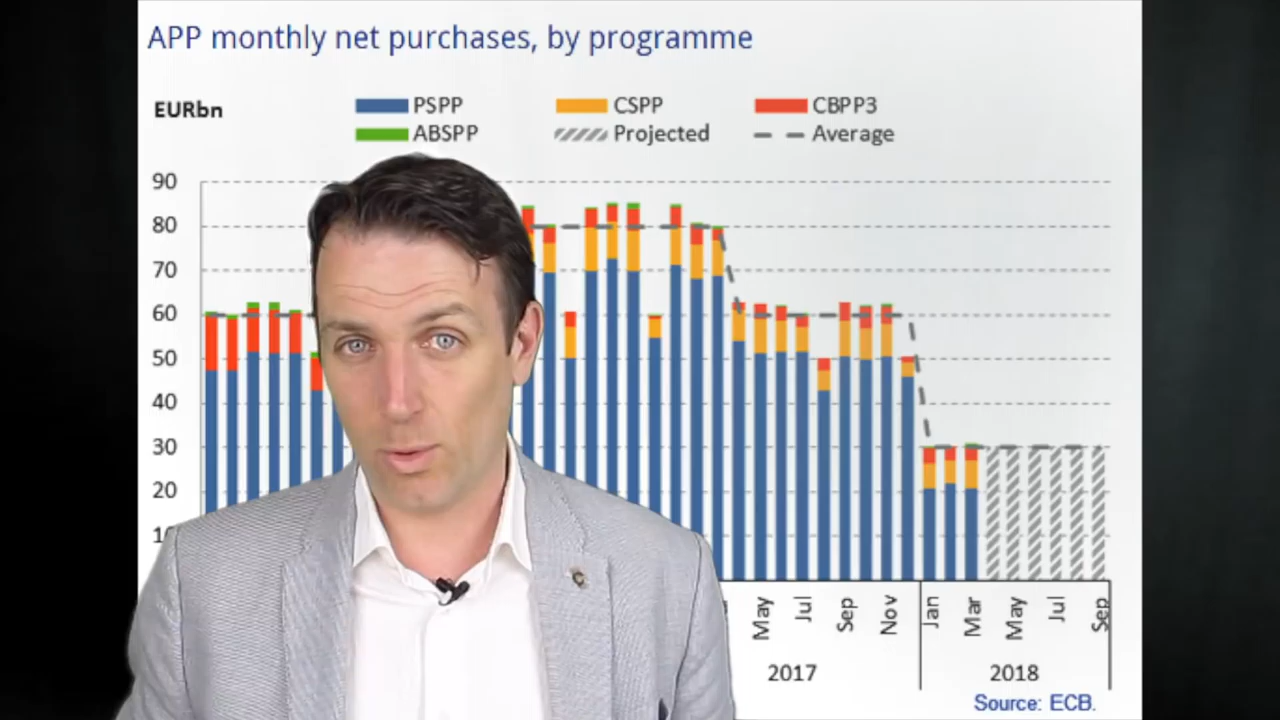 APP monthly net purchases, by programme
EURbn
PSPP CSPP CBPP3
ABSPP Projected Average
90
80
70
60
50
40
30
20
May Jul Sep Nov Jan Mar May Jul Sep
2017 2018
Source: ECB.